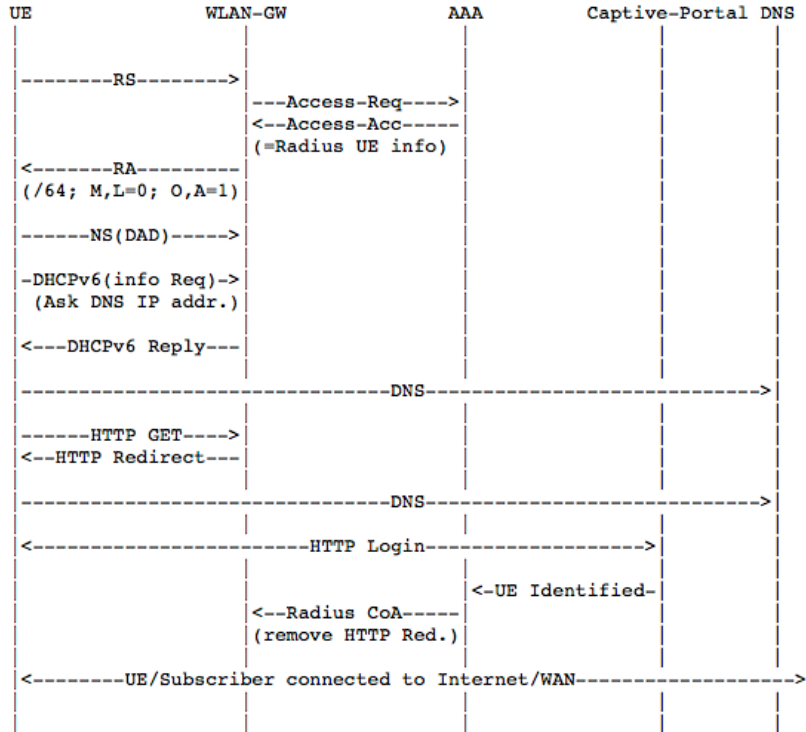 UE WLAN-GW AAA Captive-Portal DNS
--------RS-------->
---Access-Req---->
<--Access-Acc-----
(=Radius UE info)
<-------RA---------
(/64; M,L=0; O,A=1)
------NS(DAD)----->
-DHCPv6(info Req)->
(Ask DNS IP addr.)
<---DHCPv6 Reply---
--------------------------------DNS----------------------------->
------HTTP GET---->
<--HTTP Redirect---
--------------------------------DNS----------------------------->
<------------------------HTTP Login------------------->
<-UE Identified-
<--Radius CoA-----
(remove HTTP Red.)
<--------UE/Subscriber connected to Internet/WAN------------------->